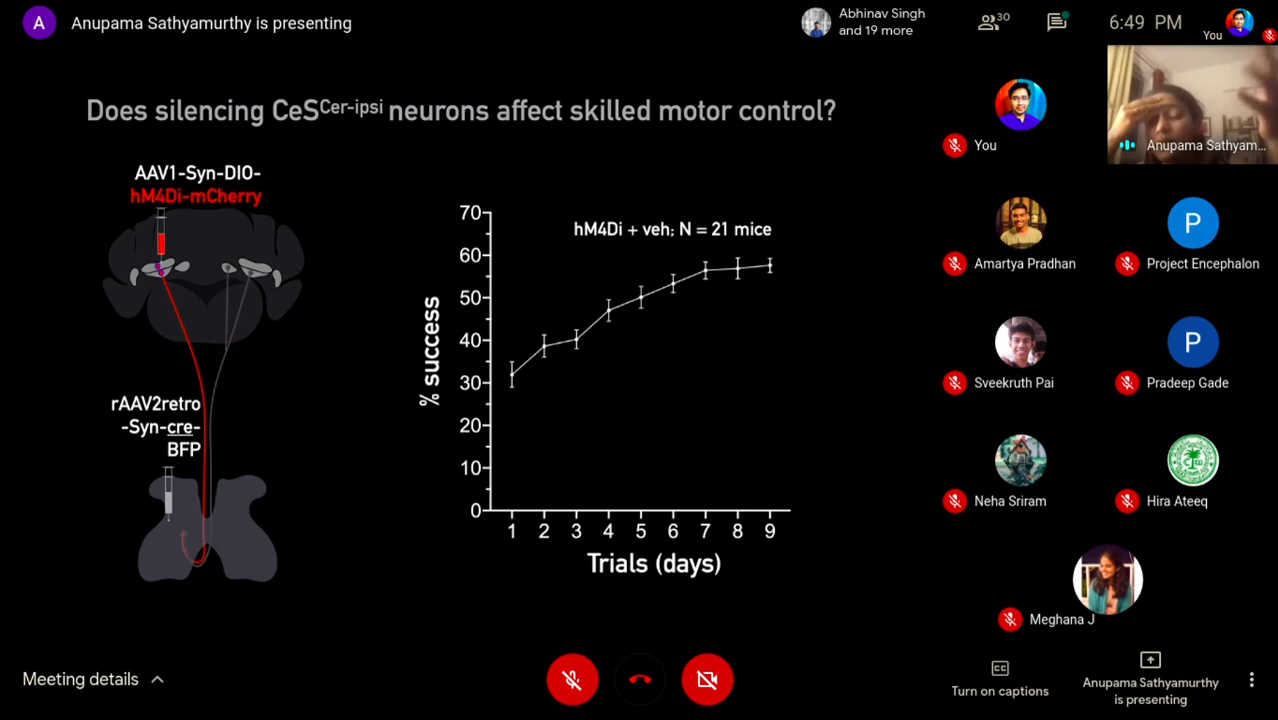 A
Anupama Sathyamurthy is presenting
Abhinav Singh
and 19 more
30
6:49 PM
You
Does silencing CeSCer-ipsi neurons affect skilled motor control?
AAV1-Syn-DIO-
hM4Di-mCherry
rAAV2retro
-Syn-cre-
BFP
hM4Di + veh; N = 21 mice
% success
70
60
50
40
30
20
10
0
1 2 3 4 5 6 7 8 9
Trials (days)
You
Anupama Sathyam...
Amartya Pradhan
P
Project Encephalon
Sveekruth Pai
P
Pradeep Gade
Neha Sriram
Hira Ateeq
Meghana J
Meeting details
CC
Turn on captions
Anupama Sathyamurthy
is presenting